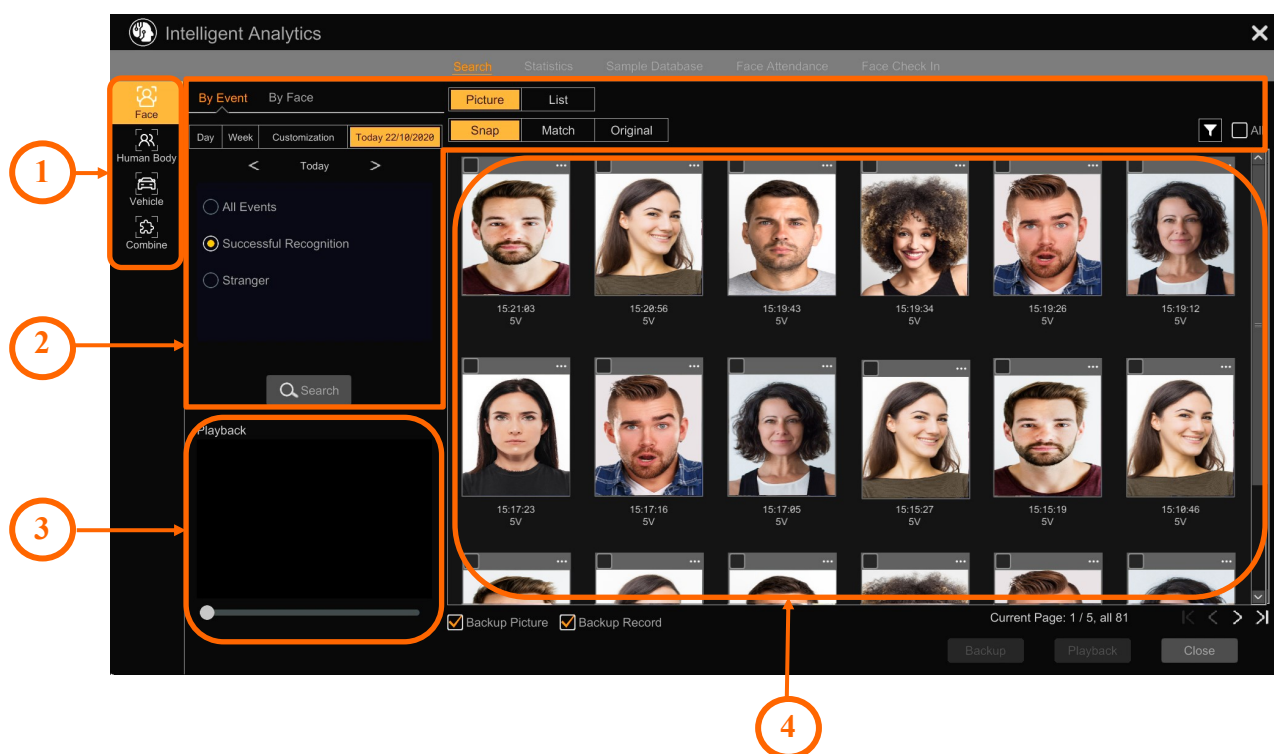 Intelligent Analytics
Search Statistics Sample Database Face Attendance Face Check In
Face
Human Body
Vehicle
Combine
1
2
3
By Event By Face
Day Week Customization Today 22/10/2020
< Today >
All Events
Successful Recognition
Stranger
Search
Playback
Picture List
Snap Match Original
All
15:21:03 15:20:56 15:19:43 15:19:34 15:19:26 15:19:12
5V 5V 5V 5V 5V 5V
15:17:23 15:17:16 15:17:05 15:15:27 15:15:19 15:10:46
5V 5V 5V 5V 5V 5V
Backup Picture Backup Record
Current Page: 1 / 5, all 81
Backup Playback Close
4